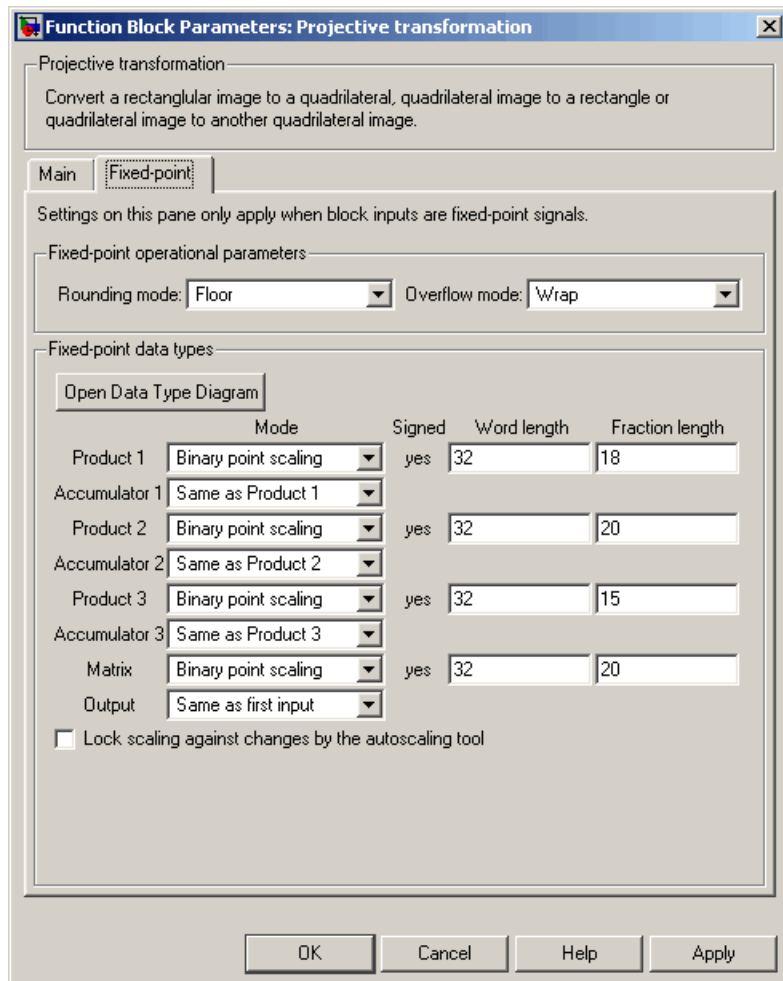 Function Block Parameters: Projective transformation
Projective transformation
Convert a rectanglular image to a quadrilateral, quadrilateral image to a rectangle or
quadrilateral image to another quadrilateral image.
Main Fixed-point
Settings on this pane only apply when block inputs are fixed-point signals.
Fixed-point operational parameters
Rounding mode: Floor Overflow mode: Wrap
Fixed-point data types
Open Data Type Diagram
Mode Signed Word length Fraction length
Product 1 Binary point scaling yes 32 18
Accumulator 1 Same as Product 1
Product 2 Binary point scaling yes 32 20
Accumulator 2 Same as Product 2
Product 3 Binary point scaling yes 32 15
Accumulator 3 Same as Product 3
Matrix Binary point scaling yes 32 20
Output Same as first input
Lock scaling against changes by the autoscaling tool
OK Cancel Help Apply